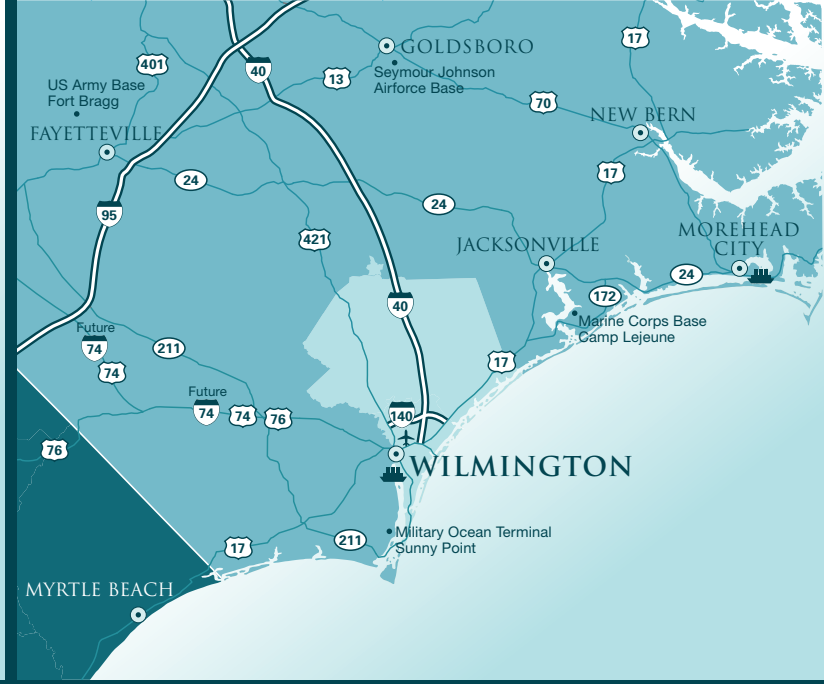 17
GOLDSBORO
401
40
Seymour Johnson
Airforce Base
13
US Army Base
Fort Bragg
70
NEW BERN
FAYETTEVILLE
17
24
24
95
421
JACKSONVILLE
MOREHEAD
CITY
24
172
40
Marine Corps Base
Camp Lejeune
Future
74
211
74
17
Future
74
74
76
140
76
WILMINGTON
Military Ocean Terminal
Sunny Point
211
17
MYRTLE BEACH